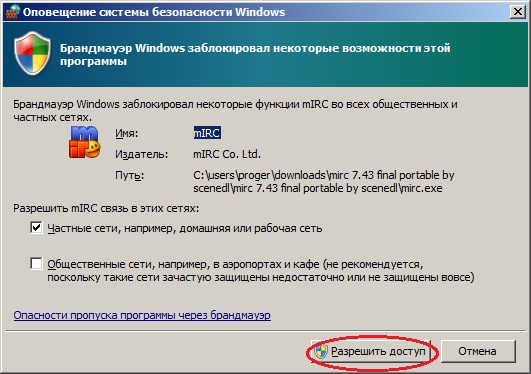 Оповещение системы безопасности Windows
Брандмауэр Windows заблокировал некоторые возможности этой
программы
Брандмауэр Windows заблокировал некоторые функции mIRC во всех общественных и
частных сетях.
Имя: mIRC
Издатель: mIRC Co. Ltd.
Путь: C:\users\proger\downloads\mirc 7.43 final portable by
scenedl\mirc 7.43 final portable by scenedl\mirc.exe
Разрешить mIRC связь в этих сетях:
Частные сети, например, домашняя или рабочая сеть
Общественные сети, например, в аэропортах и кафе (не рекомендуется,
поскольку такие сети зачастую защищены недостаточно или не защищены вовсе)
Опасности пропуска программы через брандмауэр
Разрешить доступ
Отмена